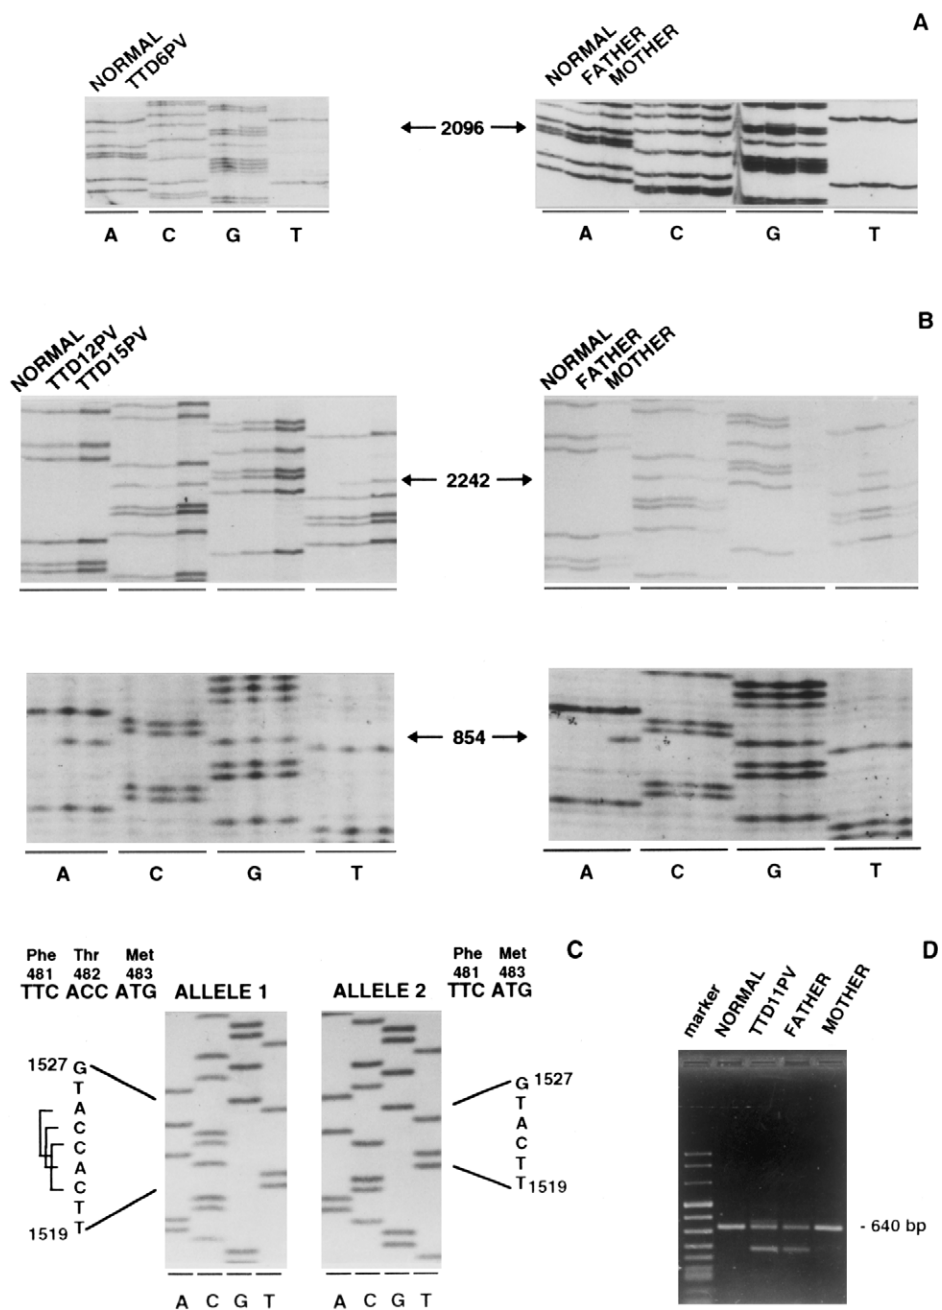 A
NORMAL
TTD6PV
NORMAL
FATHER
MOTHER
2096
A C G T
A C G T
B
NORMAL
TTD12PV
TTD15PV
NORMAL
FATHER
MOTHER
2242
854
A C G T
A C G T
C
Phe Thr Met
481 482 483
TTC ACC ATG
ALLELE 1
ALLELE 2
Phe Met
481 483
TTC ATG
1527 G
T
A
C
C
A
C
T
1519 T
G 1527
T
A
C
T
T 1519
A C G T
A C G T
D
marker
NORMAL
TTD11PV
FATHER
MOTHER
- 640 bp